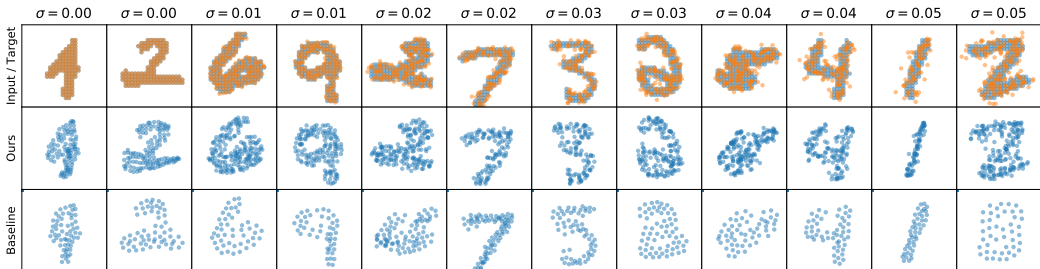 σ = 0.00 σ = 0.00 σ = 0.01 σ = 0.01 σ = 0.02 σ = 0.02 σ = 0.03 σ = 0.03 σ = 0.04 σ = 0.04 σ = 0.05 σ = 0.05
Input / Target
Ours
Baseline